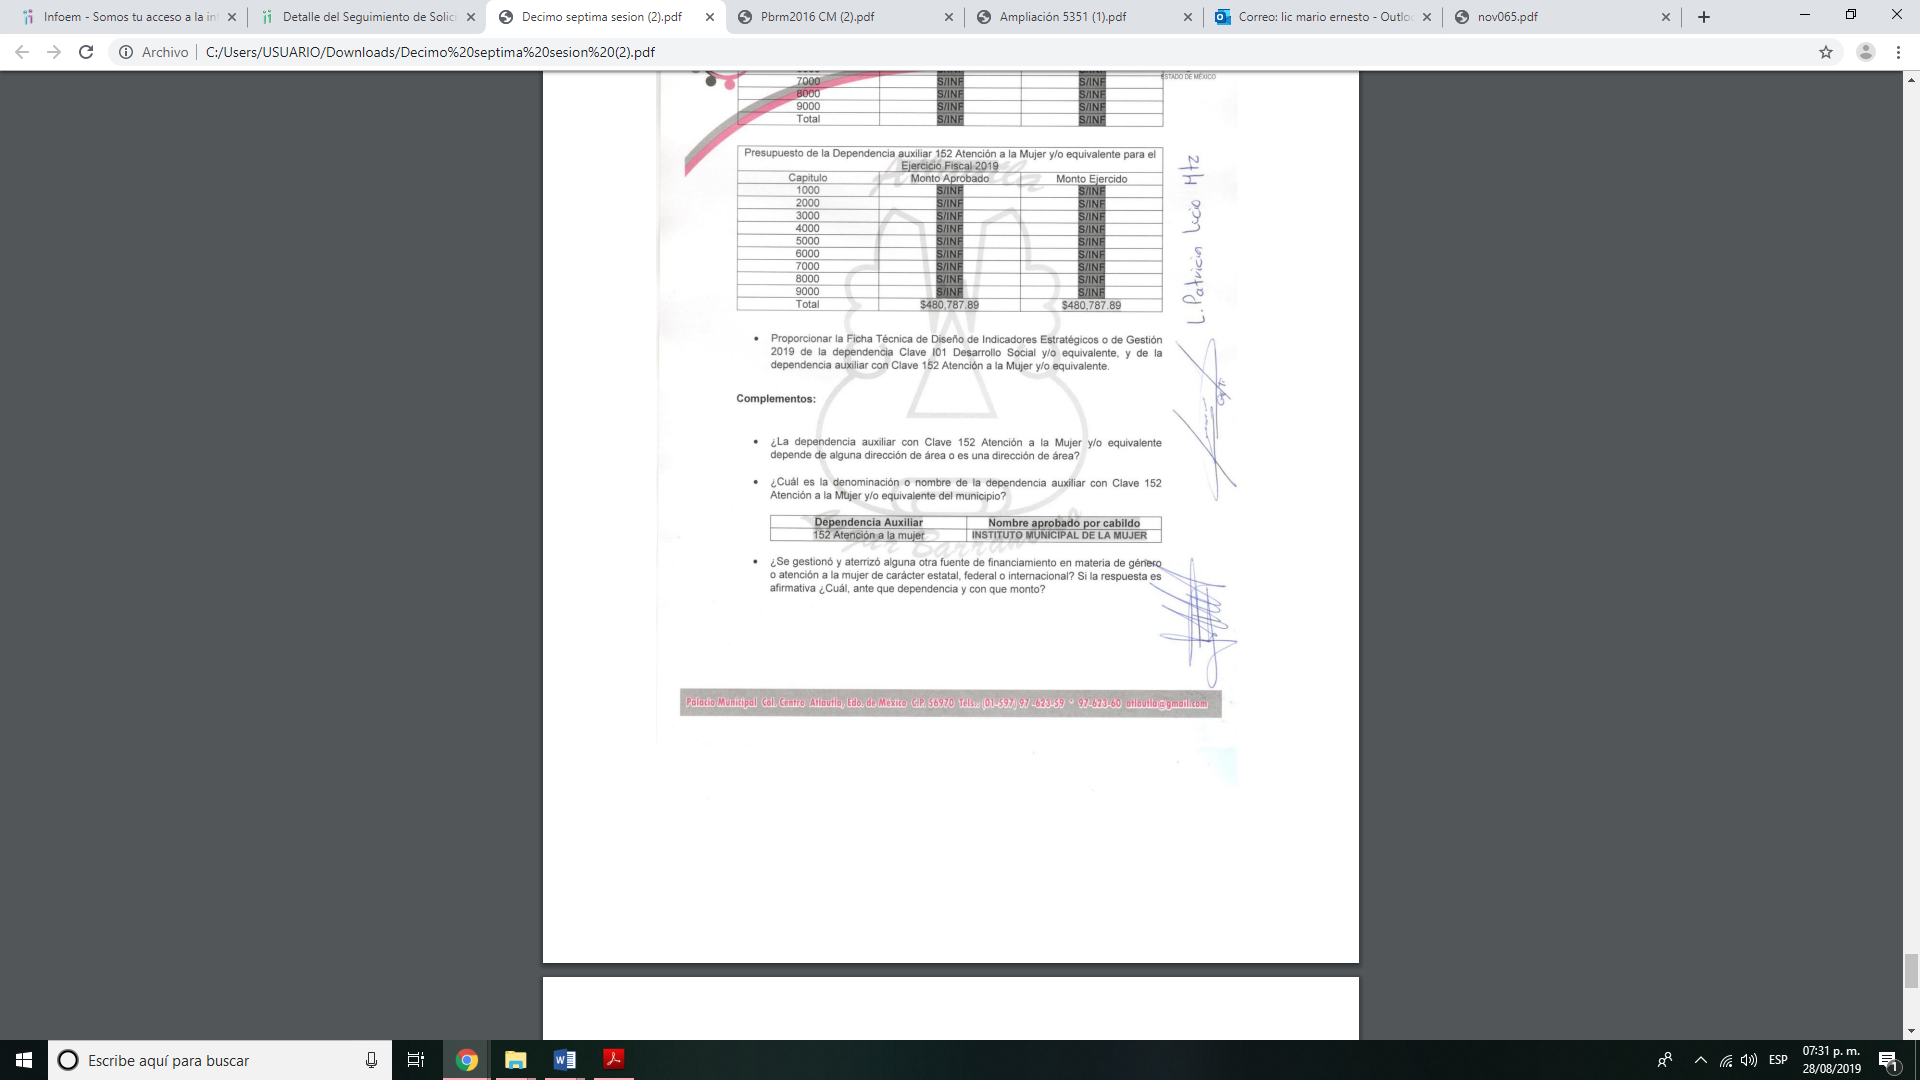 Infoem - Somos tu acceso a la in
Detalle del Seguimiento de Solici
Decimo septima sesion (2).pdf
Pbrm2016 CM (2).pdf
Ampliación 5351 (1).pdf
Correo: lic mario ernesto - Outlo
nov065.pdf
Archivo
C:/Users/USUARIO/Downloads/Decimo%20septima%20sesion%20(2).pdf
ESTADO DE MÉXICO
7000 S/INF S/INF
8000 S/INF S/INF
9000 S/INF S/INF
Total S/INF S/INF
Presupuesto de la Dependencia auxiliar 152 Atención a la Mujer y/o equivalente para el
Ejercicio Fiscal 2019
Capitulo Monto Aprobado Monto Ejercido
1000 S/INF S/INF
2000 S/INF S/INF
3000 S/INF S/INF
4000 S/INF S/INF
5000 S/INF S/INF
6000 S/INF S/INF
7000 S/INF S/INF
8000 S/INF S/INF
9000 S/INF S/INF
Total $480,787.89 $480,787.89
L. Patricia Lucio Mtz
• Proporcionar la Ficha Técnica de Diseño de Indicadores Estratégicos o de Gestión
2019 de la dependencia Clave I01 Desarrollo Social y/o equivalente, y de la
dependencia auxiliar con Clave 152 Atención a la Mujer y/o equivalente.
Complementos:
• ¿La dependencia auxiliar con Clave 152 Atención a la Mujer y/o equivalente
depende de alguna dirección de área o es una dirección de área?
• ¿Cuál es la denominación o nombre de la dependencia auxiliar con Clave 152
Atención a la Mujer y/o equivalente del municipio?
Dependencia Auxiliar Nombre aprobado por cabildo
152 Atención a la mujer INSTITUTO MUNICIPAL DE LA MUJER
• ¿Se gestionó y aterrizó alguna otra fuente de financiamiento en materia de género
o atención a la mujer de carácter estatal, federal o internacional? Si la respuesta es
afirmativa ¿Cuál, ante que dependencia y con que monto?
Palacio Municipal Col. Centro Atlautla, Edo. de México C.P. 56970 Tels.: (01-597) 97 -623-59 * 97-623-60 atlautla@gmail.com
Escribe aquí para buscar
ESP
07:31 p. m.
28/08/2019
1